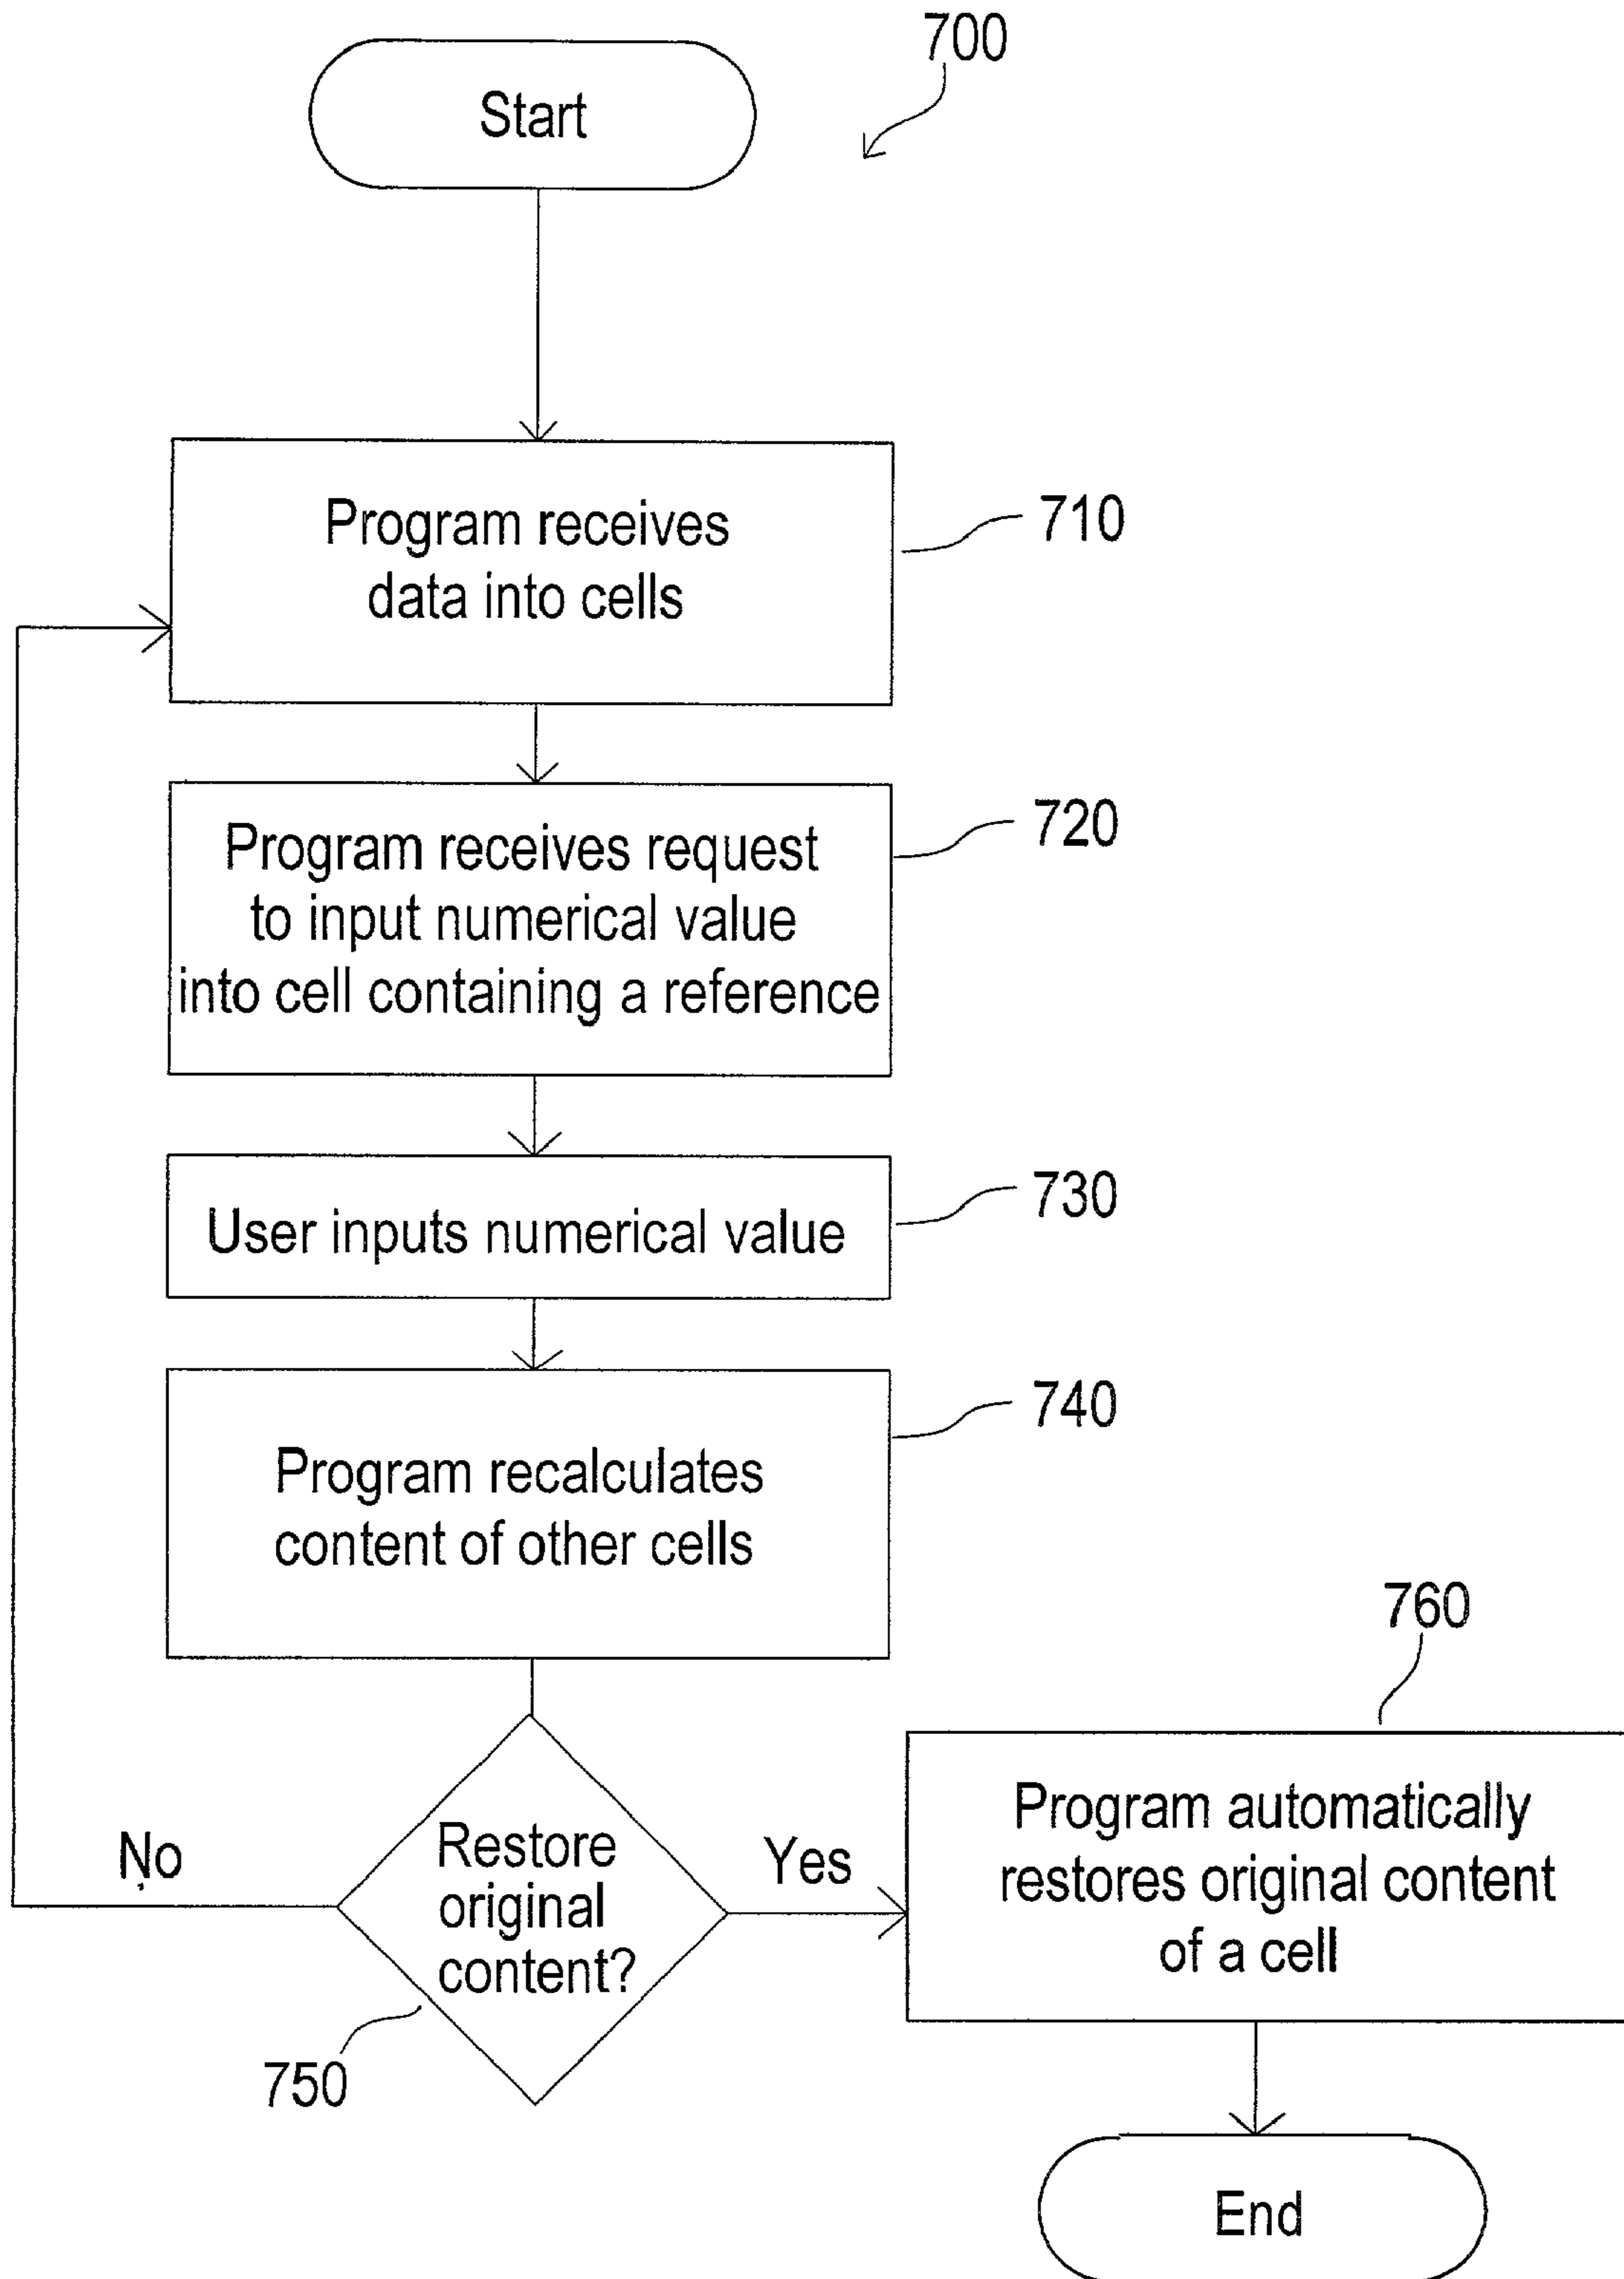 700
Start
Program receives
data into cells
710
Program receives request
to input numerical value
into cell containing a reference
720
User inputs numerical value
730
Program recalculates
content of other cells
740
Restore
original
content?
750
No
Yes
760
Program automatically
restores original content
of a cell
End